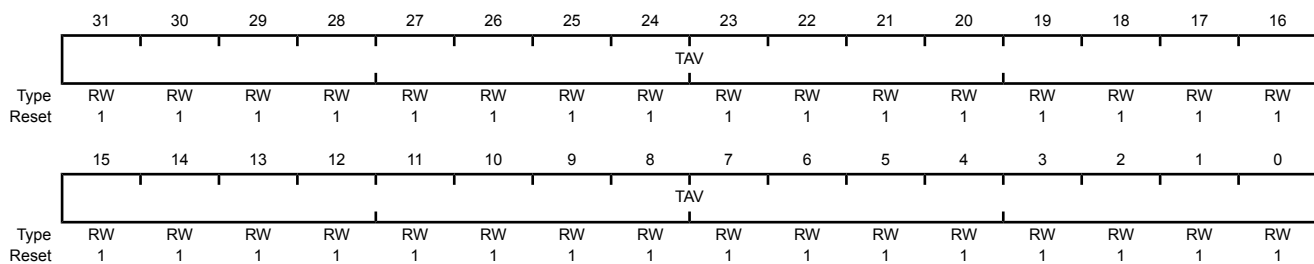 31 30 29 28 27 26 25 24 23 22 21 20 19 18 17 16
TAV
Type RW RW RW RW RW RW RW RW RW RW RW RW RW RW RW RW
Reset 1 1 1 1 1 1 1 1 1 1 1 1 1 1 1 1
15 14 13 12 11 10 9 8 7 6 5 4 3 2 1 0
TAV
Type RW RW RW RW RW RW RW RW RW RW RW RW RW RW RW RW
Reset 1 1 1 1 1 1 1 1 1 1 1 1 1 1 1 1